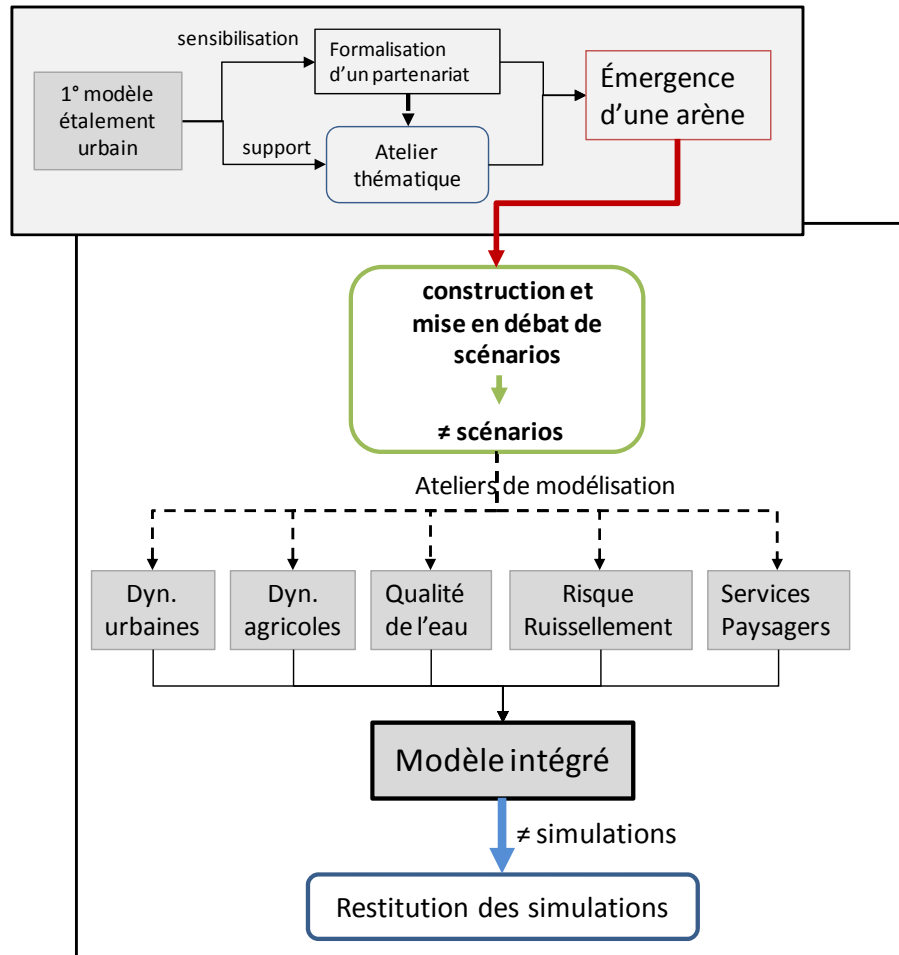 sensibilisation
Formalisation
d'un partenariat
1° modèle
étalement
urbain
support
Atelier
thématique
Émergence
d'une arène
construction et
mise en débat de
scénarios
≠ scénarios
Ateliers de modélisation
Dyn.
urbaines
Dyn.
agricoles
Qualité
de l'eau
Risque
Ruissellement
Services
Paysagers
Modèle intégré
≠ simulations
Restitution des simulations